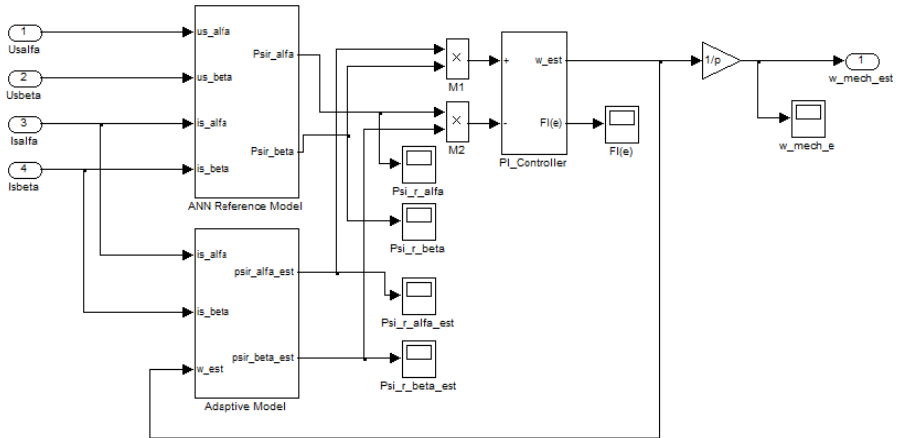 1
Usalfa
2
Usbeta
3
Isalfa
4
Isbeta
us_alfa
us_beta
is_alfa
is_beta
Psir_alfa
Psir_beta
ANN Reference Model
is_alfa
is_beta
w_est
psir_alfa_est
psir_beta_est
Adaptive Model
×
M1
×
M2
Psi_r_alfa
Psi_r_beta
Psi_r_alfa_est
Psi_r_beta_est
+
-
w_est
FI(e)
PI_Controller
FI(e)
1/p
w_mech_e
1
w_mech_est